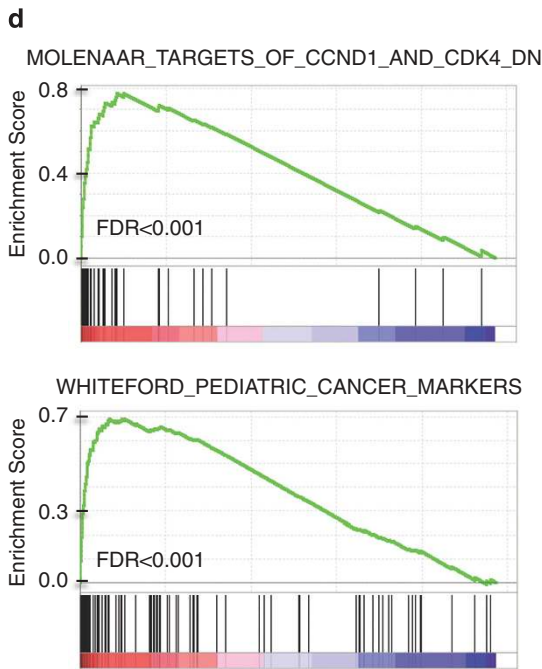 d
MOLENAAR_TARGETS_OF_CCND1_AND_CDK4_DN
Enrichment Score
0.8
0.4
0.0
FDR<0.001
WHITEFORD_PEDIATRIC_CANCER_MARKERS
Enrichment Score
0.7
0.3
0.0
FDR<0.001